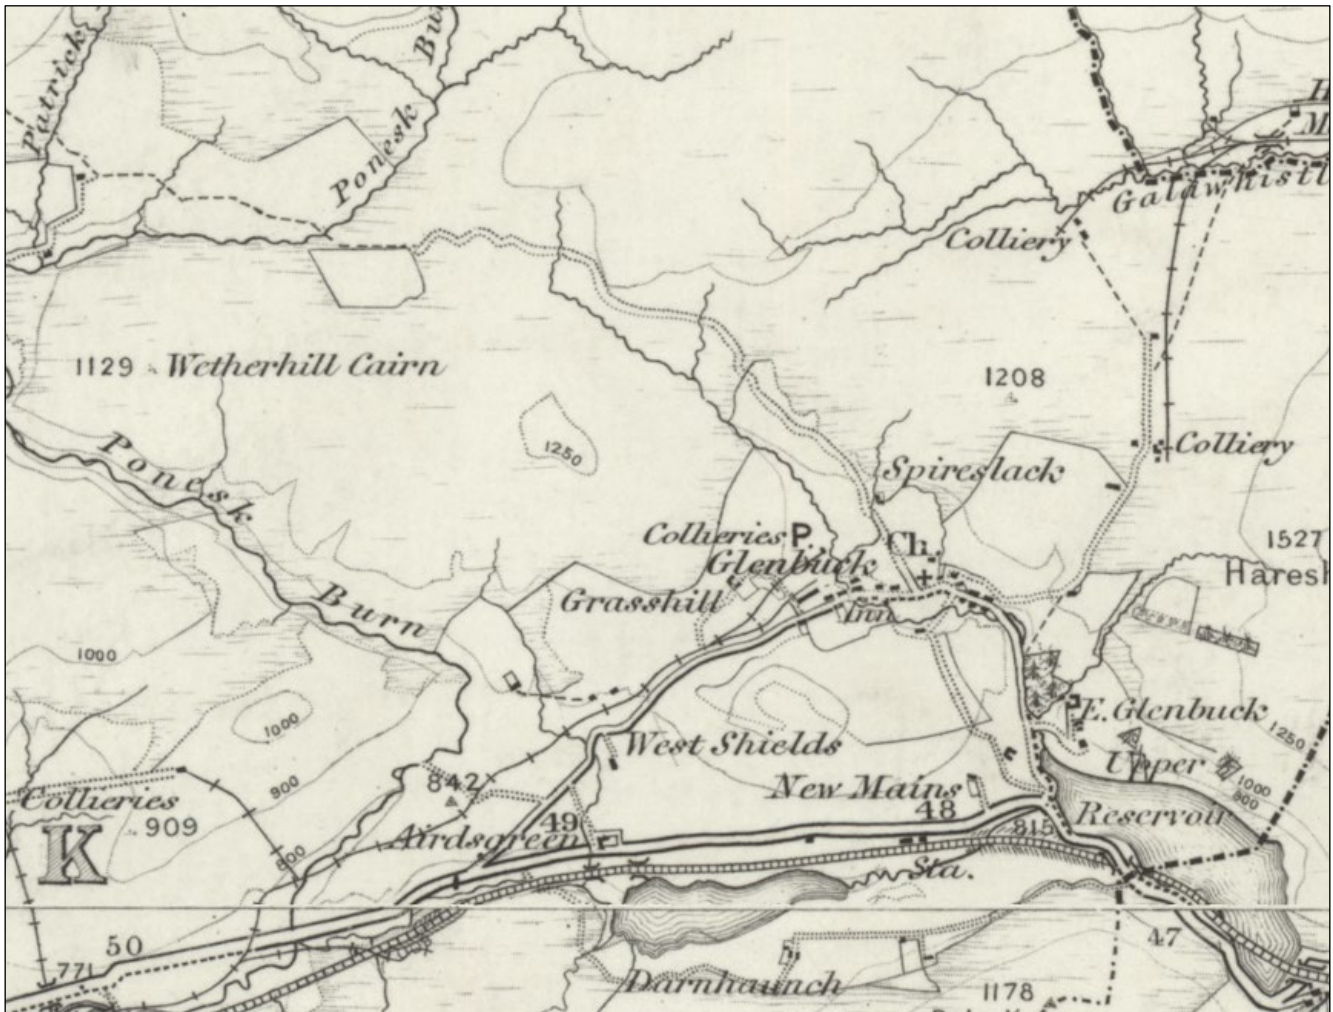 Patrick
Ponesk Bu
H
M
Galawhistl
Colliery
1129 Wetherhill Cairn
1208
1250
Colliery
Ponesk
Burn
Spireslack
Collieries P.
Ch.
1527
Glenbuck
Haresh
Grasshill
Inn
1000
1000
E. Glenbuck
1250
West Shields
Upper
1000
900
900
842
New Mains
Collieries
909
48
Reservoir
49
815
Airdsgreen
800
K
Sta.
50
47
771
Darnhaunch
1178